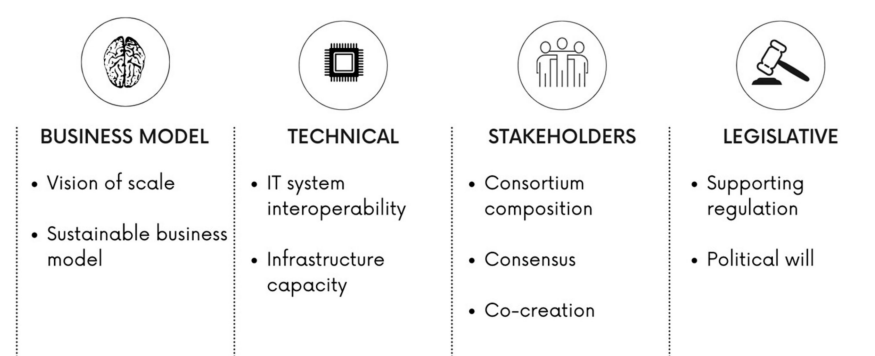 BUSINESS MODEL
• Vision of scale
• Sustainable business
model
TECHNICAL
• IT system
interoperability
• Infrastructure
capacity
STAKEHOLDERS
• Consortium
composition
• Consensus
• Co-creation
LEGISLATIVE
• Supporting
regulation
• Political will